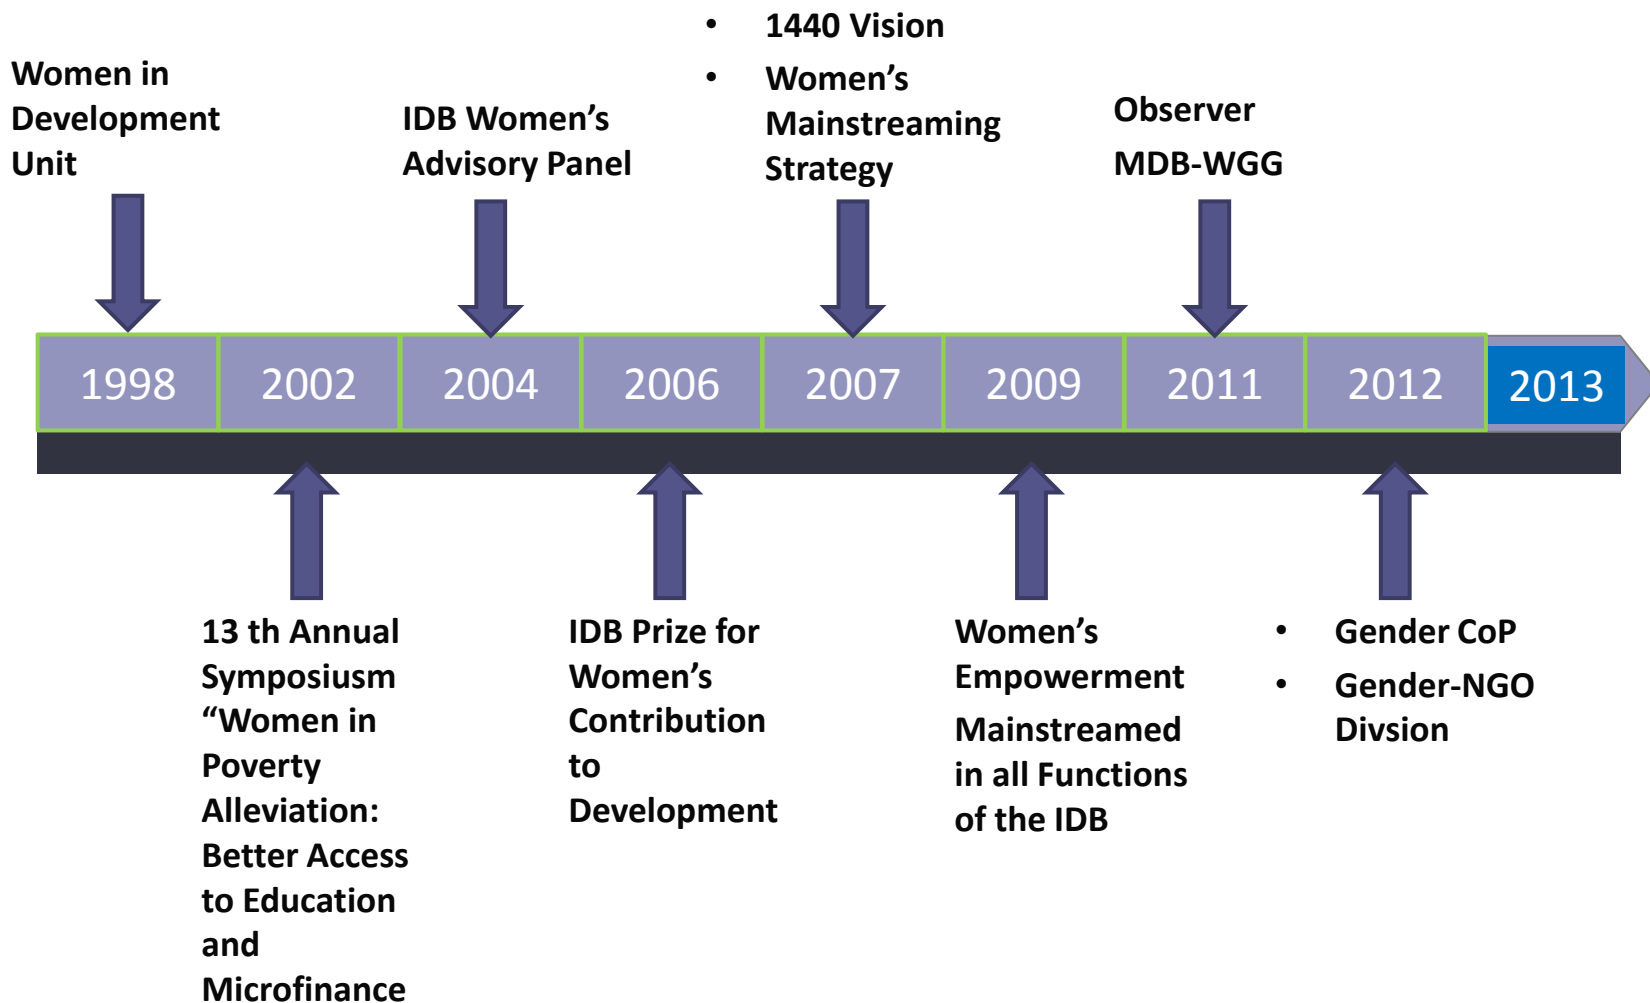 Women in
Development
Unit
IDB Women’s
Advisory Panel
• 1440 Vision
• Women’s
Mainstreaming
Strategy
Observer
MDB-WGG
1998 2002 2004 2006 2007 2009 2011 2012 2013
13 th Annual
Symposiusm
“Women in
Poverty
Alleviation:
Better Access
to Education
and
Microfinance
IDB Prize for
Women’s
Contribution
to
Development
Women’s
Empowerment
Mainstreamed
in all Functions
of the IDB
• Gender CoP
• Gender-NGO
Divsion